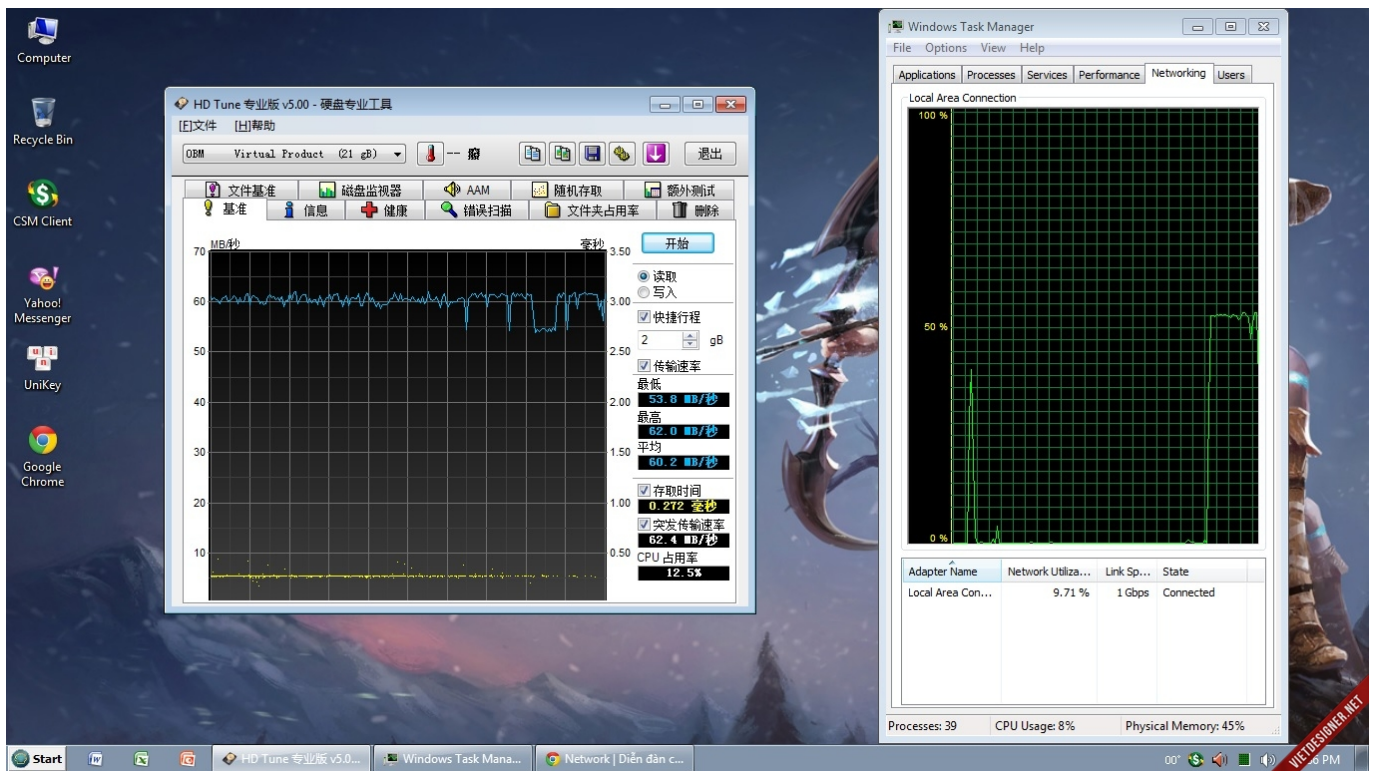 Computer
Recycle Bin
CSM Client
Yahoo!
Messenger
UniKey
Google
Chrome
HD Tune 专业版 v5.00 - 硬盘专业工具
[F]文件 [H]帮助
OBM Virtual Product (21 gB)
-- 癤
退出
文件基准 磁盘监视器 AAM 随机存取 额外测试
基准 信息 健康 错误扫描 文件夹占用率 删除
MB/秒 毫秒
70 3.50
60 3.00
50 2.50
40 2.00
30 1.50
20 1.00
10 0.50
开始
读取
写入
快捷行程
2 gB
传输速率
最低
53.8 MB/秒
最高
62.0 MB/秒
平均
60.2 MB/秒
存取时间
0.272 毫秒
突发传输速率
62.4 MB/秒
CPU 占用率
12.5%
Windows Task Manager
File Options View Help
Applications Processes Services Performance Networking Users
Local Area Connection
100 %
50 %
0 %
Adapter Name Network Utiliza... Link Sp... State
Local Area Con... 9.71 % 1 Gbps Connected
Processes: 39 CPU Usage: 8% Physical Memory: 45%
VIETDESIGNER.NET
Start
HD Tune 专业版 v5.0...
Windows Task Mana...
Network | Diễn đàn c...
00°
PM